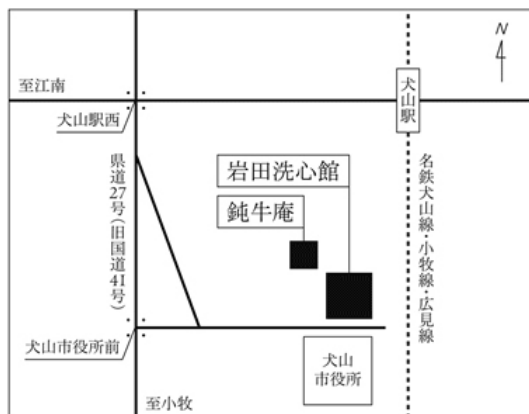 N
至江南
犬山駅
犬山駅西
県道27号(旧国道41号)
岩田洗心館
鈍牛庵
名鉄犬山線・小牧線・広見線
犬山市役所前
犬山
市役所
至小牧